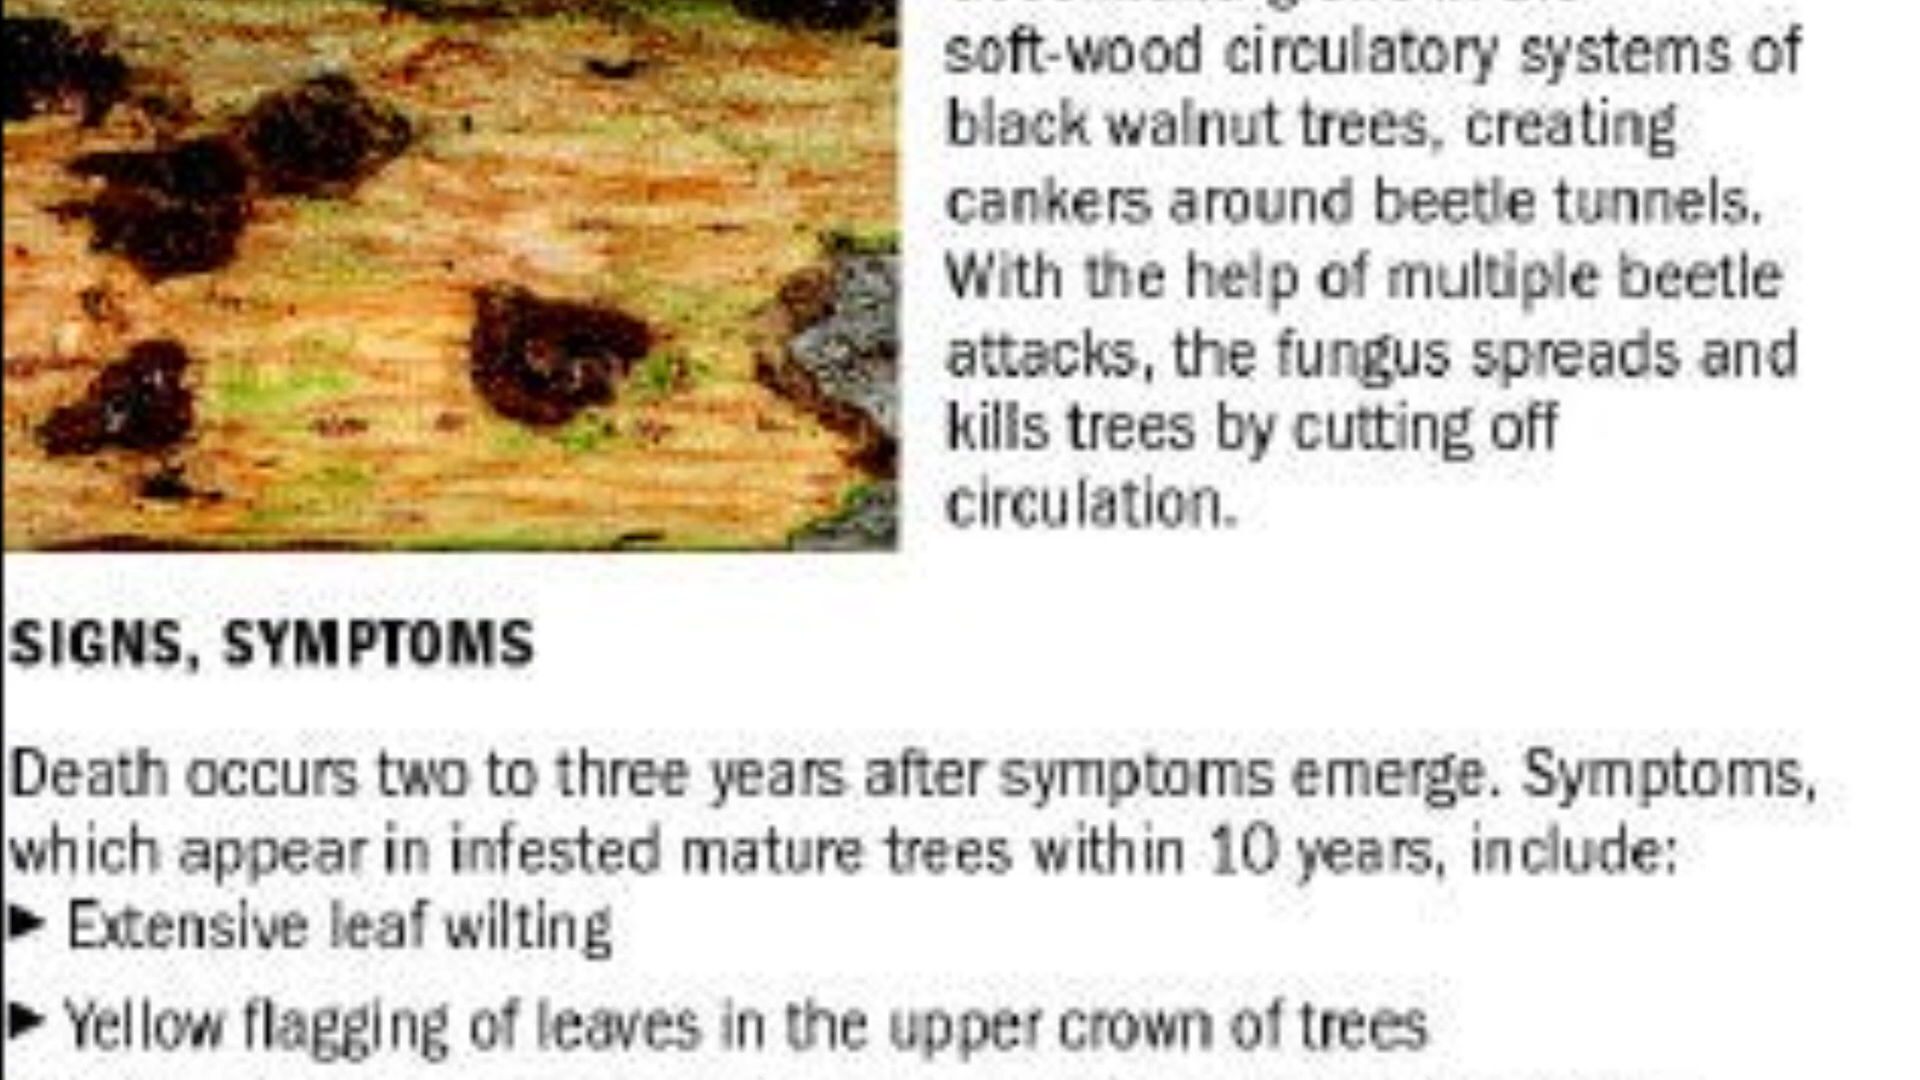 soft-wood circulatory systems of
black walnut trees, creating
cankers around beetle tunnels.
With the help of multiple beetle
attacks, the fungus spreads and
kills trees by cutting off
circulation.
SIGNS, SYMPTOMS
Death occurs two to three years after symptoms emerge. Symptoms,
which appear in infested mature trees within 10 years, include:
▶ Extensive leaf wilting
▶ Yellow flagging of leaves in the upper crown of trees